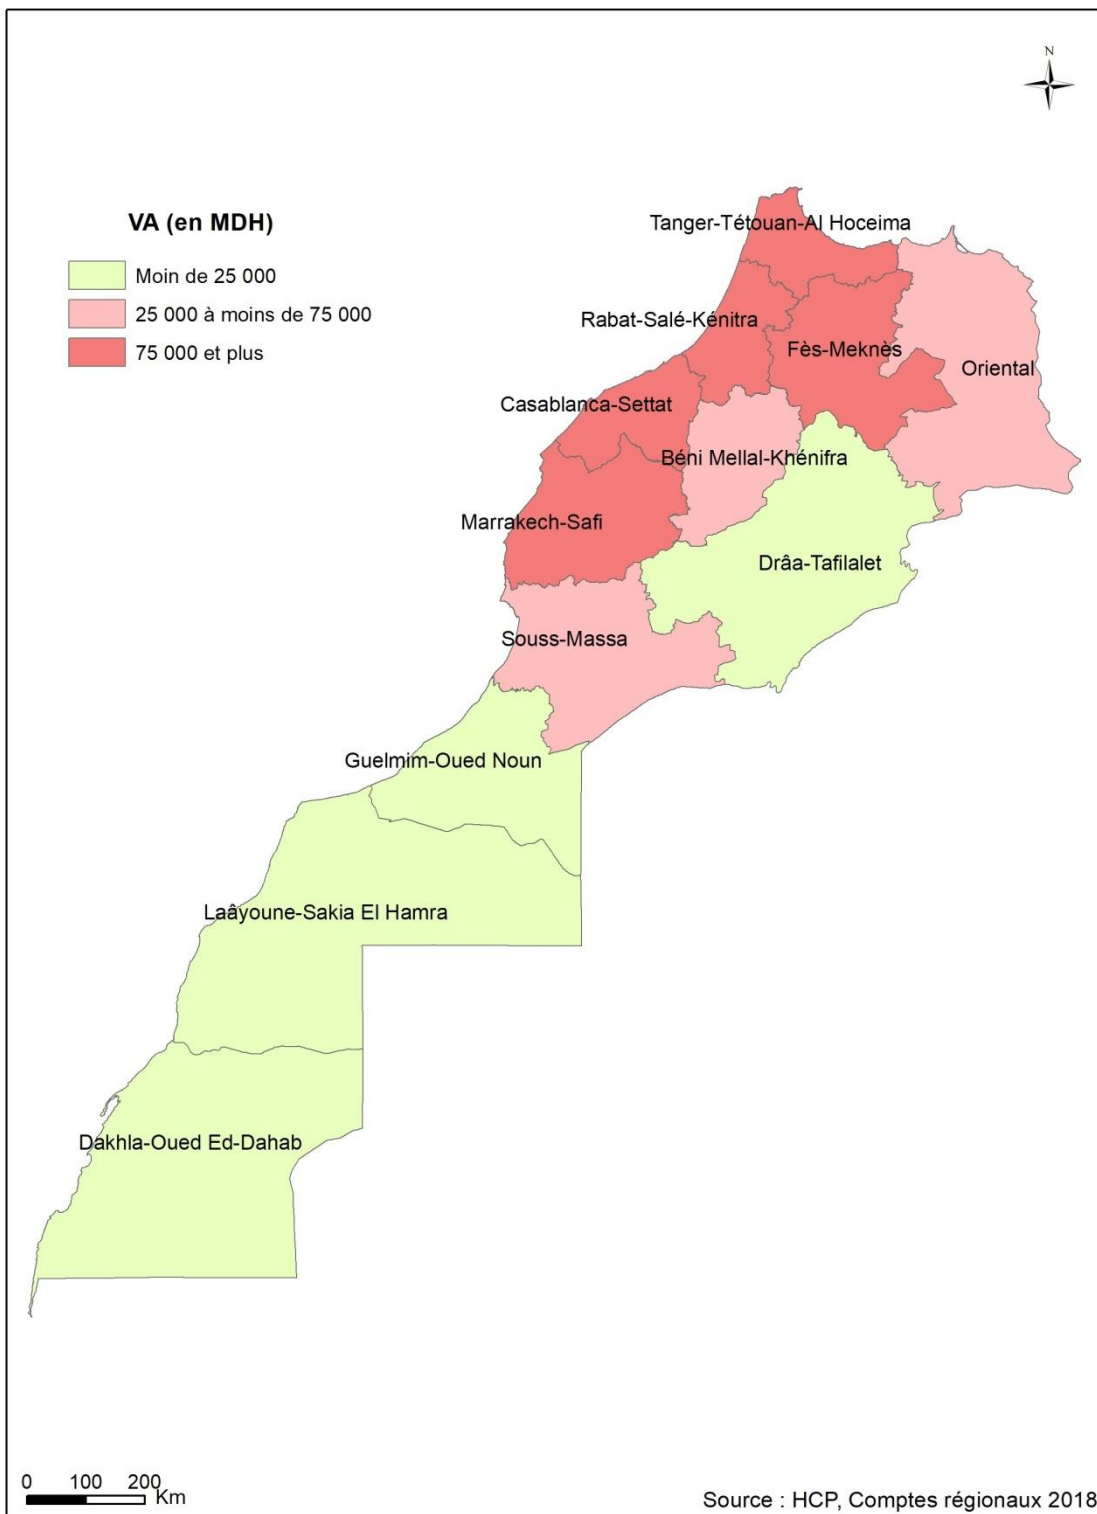 N
VA (en MDH)
Moin de 25 000
25 000 à moins de 75 000
75 000 et plus
Tanger-Tétouan-Al Hoceima
Rabat-Salé-Kénitra
Fès-Meknès
Oriental
Casablanca-Settat
Béni Mellal-Khénifra
Marrakech-Safi
Drâa-Tafilalet
Souss-Massa
Guelmim-Oued Noun
Laâyoune-Sakia El Hamra
Dakhla-Oued Ed-Dahab
0 100 200
Km
Source : HCP, Comptes régionaux 2018